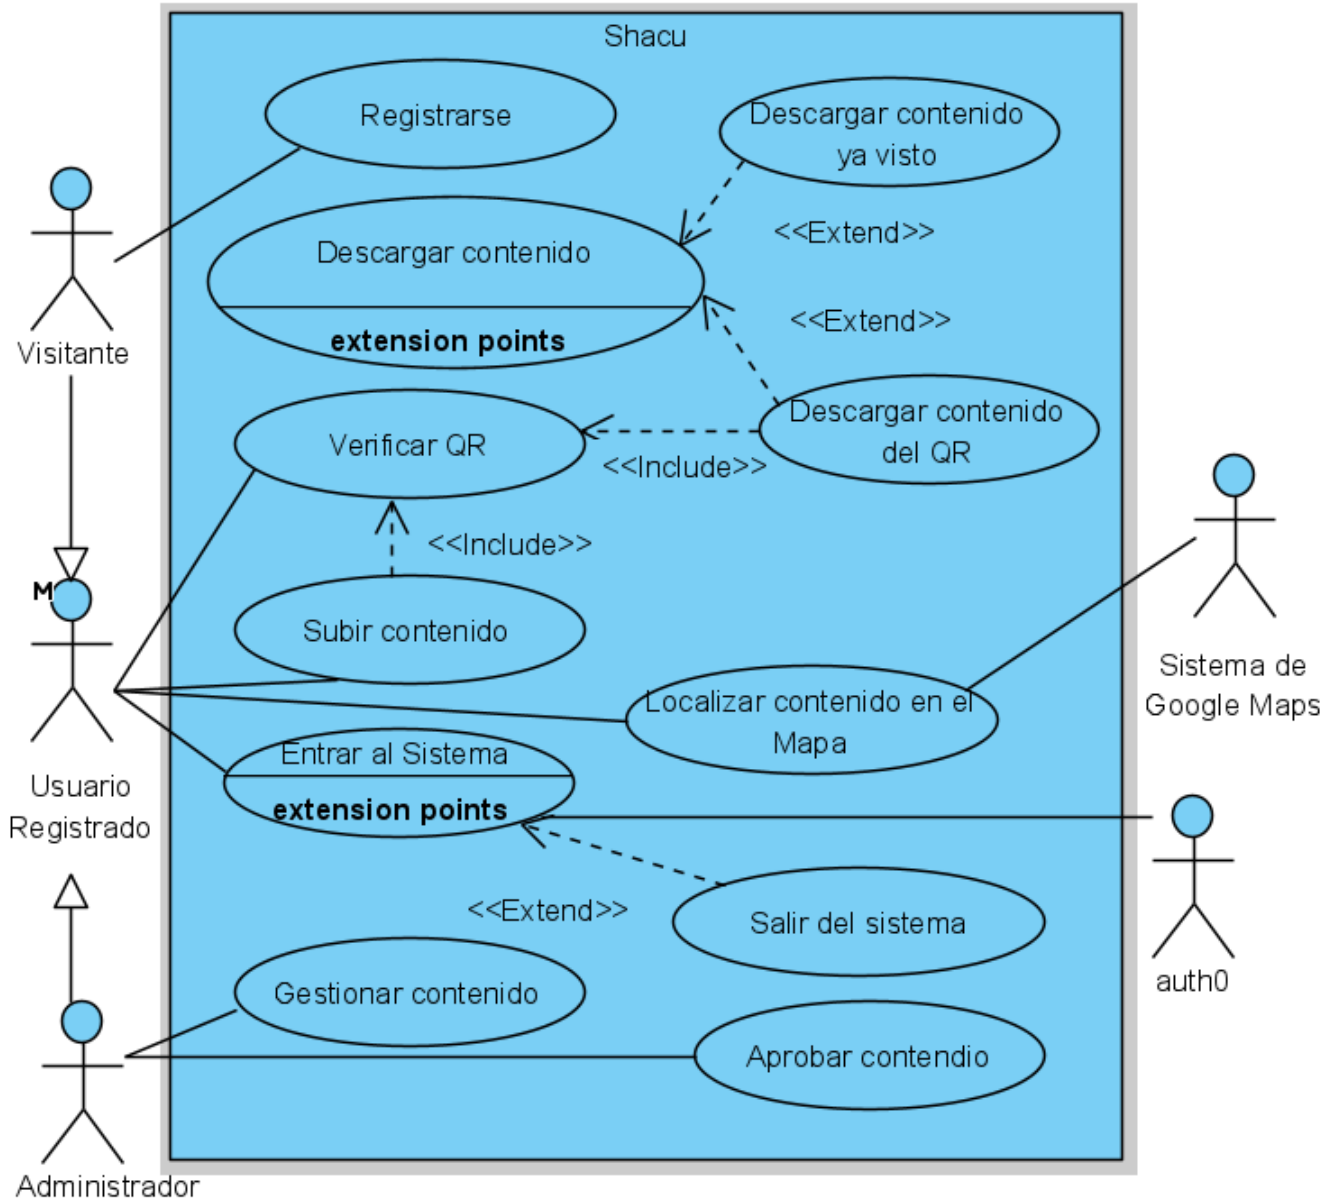 Shacu
Registrarse
Descargar contenido
ya visto
<<Extend>>
Descargar contenido
extension points
<<Extend>>
Visitante
Descargar contenido
del QR
Verificar QR
<<Include>>
<<Include>>
M
Subir contenido
Sistema de
Google Maps
Localizar contenido en el
Mapa
Usuario
Registrado
Entrar al Sistema
extension points
<<Extend>>
Salir del sistema
auth0
Gestionar contenido
Aprobar contendio
Administrador